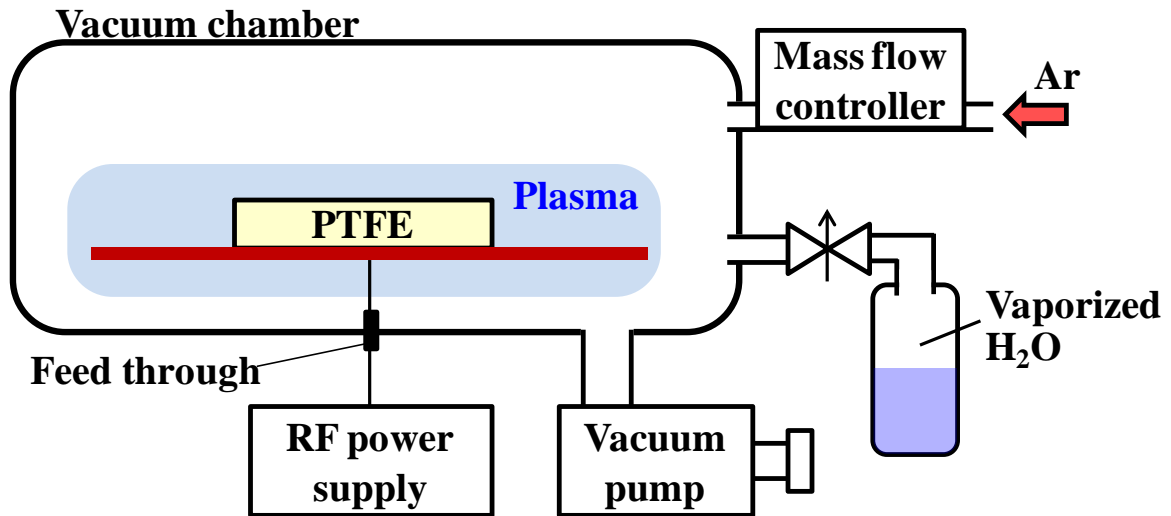 Vacuum chamber
Mass flow
controller
Ar
Plasma
PTFE
Vaporized
H₂O
Feed through
RF power
supply
Vacuum
pump